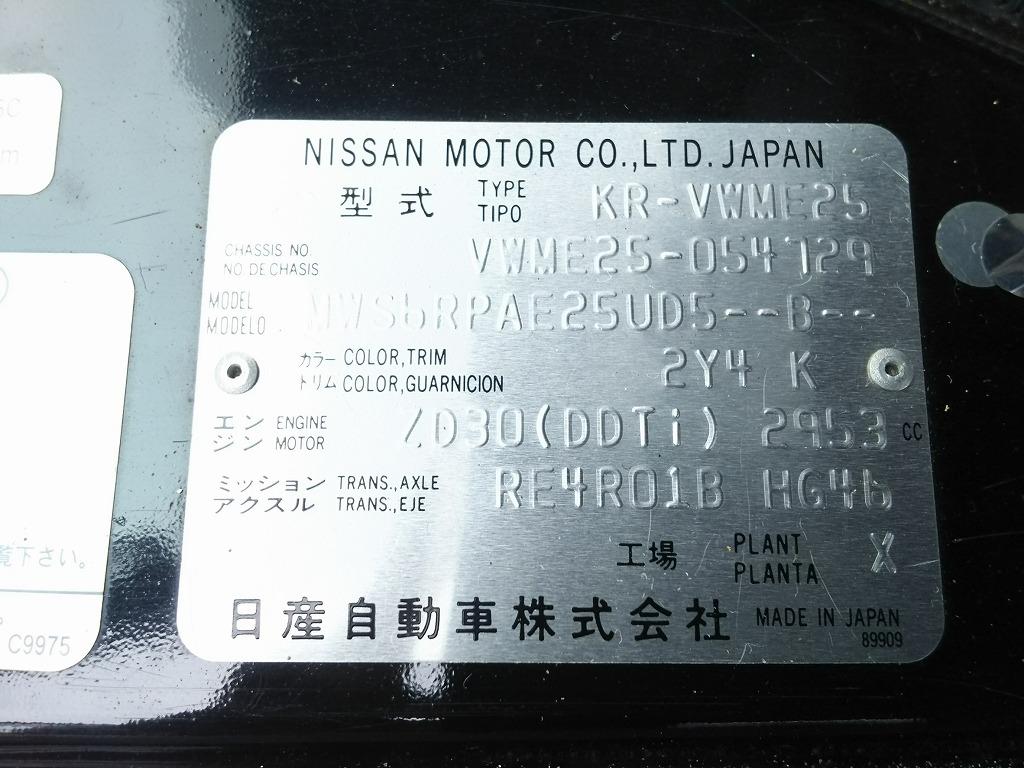 NISSAN MOTOR CO.,LTD. JAPAN
型式 TYPE TIPO KR-VWME25
CHASSIS NO. NO. DE CHASIS VWME25-054729
MODEL MODELO WS6RPAE25UD5--B--
カラー COLOR,TRIM
トリム COLOR,GUARNICION 2Y4 K
エンジン ENGINE MOTOR ZD30(DDTi) 2953 CC
ミッション TRANS.,AXLE
アクスル TRANS.,EJE RE4R01B HG46
工場 PLANT PLANTA X
日産自動車株式会社 MADE IN JAPAN
89909
m
覧下さい。
C9975